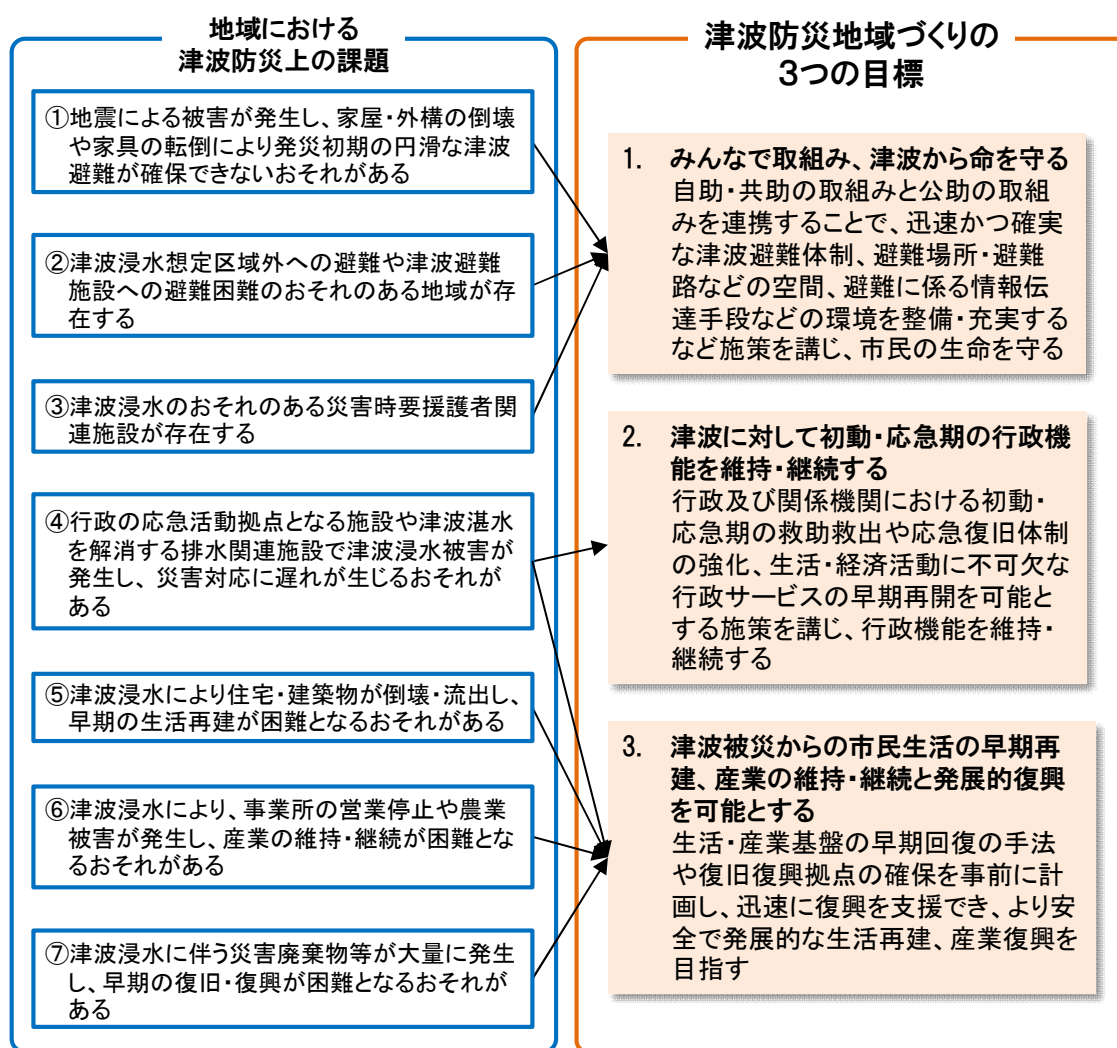 地域における
津波防災上の課題
①地震による被害が発生し、家屋・外構の倒壊
や家具の転倒により発災初期の円滑な津波
避難が確保できないおそれがある
②津波浸水想定区域外への避難や津波避難
施設への避難困難のおそれのある地域が存
在する
③津波浸水のおそれのある災害時要援護者関
連施設が存在する
④行政の応急活動拠点となる施設や津波湛水
を解消する排水関連施設で津波浸水被害が
発生し、災害対応に遅れが生じるおそれが
ある
⑤津波浸水により住宅・建築物が倒壊・流出し、
早期の生活再建が困難となるおそれがある
⑥津波浸水により、事業所の営業停止や農業
被害が発生し、産業の維持・継続が困難とな
るおそれがある
⑦津波浸水に伴う災害廃棄物等が大量に発生
し、早期の復旧・復興が困難となるおそれが
ある
津波防災地域づくりの
３つの目標
1. みんなで取組み、津波から命を守る
自助・共助の取組みと公助の取組
みを連携することで、迅速かつ確実
な津波避難体制、避難場所・避難
路などの空間、避難に係る情報伝
達手段などの環境を整備・充実する
など施策を講じ、市民の生命を守る
2. 津波に対して初動・応急期の行政機
能を維持・継続する
行政及び関係機関における初動・
応急期の救助救出や応急復旧体制
の強化、生活・経済活動に不可欠な
行政サービスの早期再開を可能と
する施策を講じ、行政機能を維持・
継続する
3. 津波被災からの市民生活の早期再
建、産業の維持・継続と発展的復興
を可能とする
生活・産業基盤の早期回復の手法
や復旧復興拠点の確保を事前に計
画し、迅速に復興を支援でき、より安
全で発展的な生活再建、産業復興を
目指す